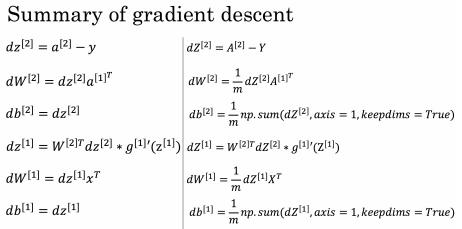 Summary of gradient descent
dz^{[2]} = a^{[2]} − y
dW^{[2]} = dz^{[2]}a^{[1]^T}
db^{[2]} = dz^{[2]}
dz^{[1]} = W^{[2]T}dz^{[2]} * g^{[1]}′(z^{[1]})
dW^{[1]} = dz^{[1]}x^T
db^{[1]} = dz^{[1]}
dZ^{[2]} = A^{[2]} − Y
dW^{[2]} = \frac{1}{m}dZ^{[2]}A^{[1]^T}
db^{[2]} = \frac{1}{m}np.sum(dZ^{[2]}, axis = 1, keepdims = True)
dZ^{[1]} = W^{[2]T}dZ^{[2]} * g^{[1]}′(Z^{[1]})
dW^{[1]} = \frac{1}{m}dZ^{[1]}X^T
db^{[1]} = \frac{1}{m}np.sum(dZ^{[1]}, axis = 1, keepdims = True)